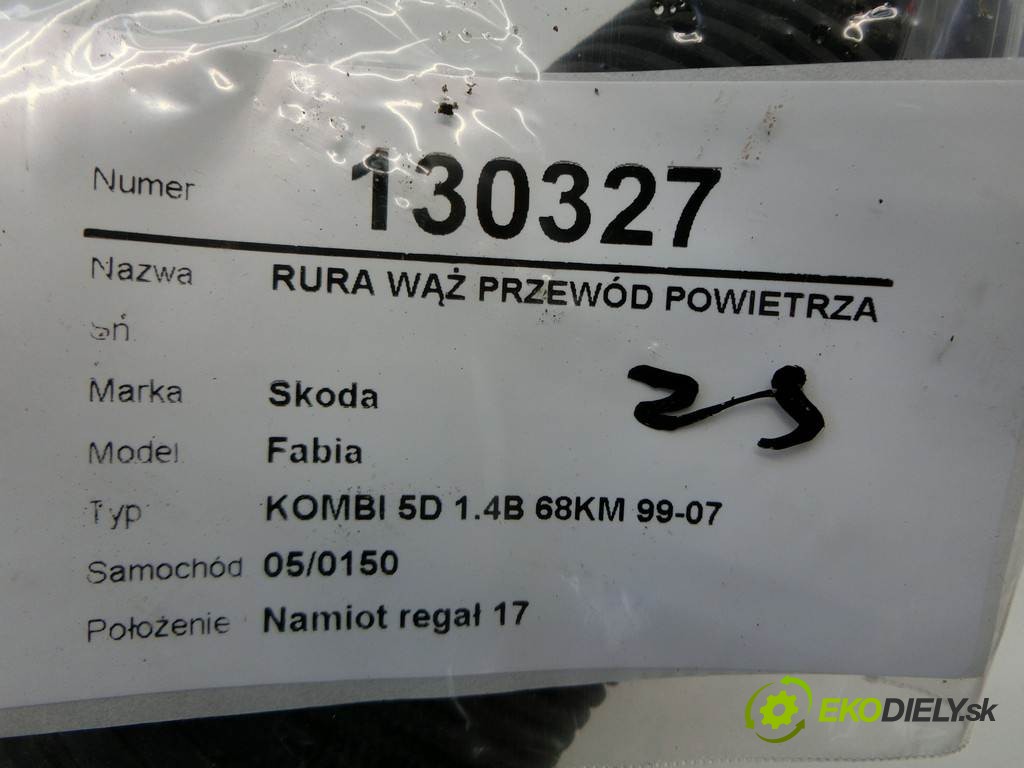 Numer 130327
Nazwa RURA WĄŻ PRZEWÓD POWIETRZA
Marka Skoda
Model Fabia
Typ KOMBI 5D 1.4B 68KM 99-07
Samochód 05/0150
Położenie Namiot regał 17
EKODIELY.sk